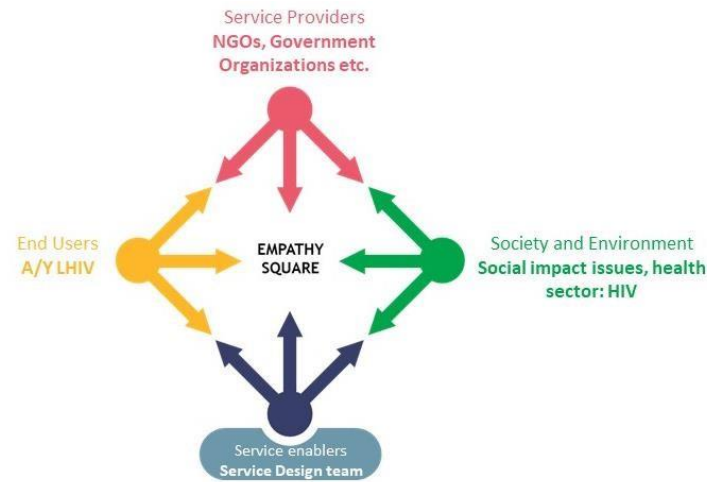 Service Providers
NGOs, Government
Organizations etc.
End Users
A/Y LHIV
EMPATHY
SQUARE
Society and Environment
Social impact issues, health
sector: HIV
Service enablers
Service Design team